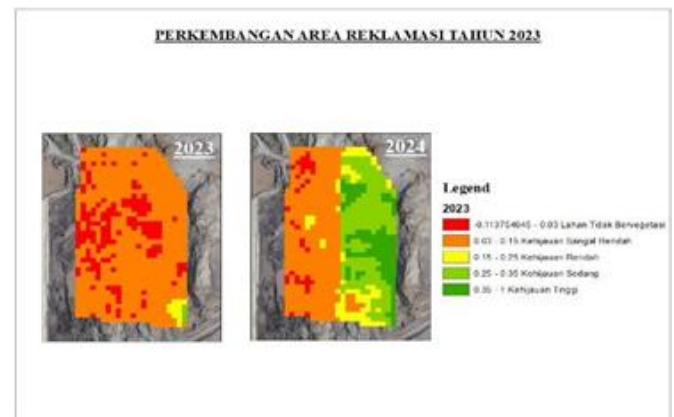 PERKEMBANGAN AREA REKLAMASI TAHUN 2023
2023
2024
Legend
2023
-0.113754045 - 0.03 Lahan Tidak Bervegetasi
0.03 - 0.15 Kehijauan Sangat Rendah
0.15 - 0.25 Kehijauan Rendah
0.25 - 0.35 Kehijauan Sedang
0.35 - 1 Kehijauan Tinggi